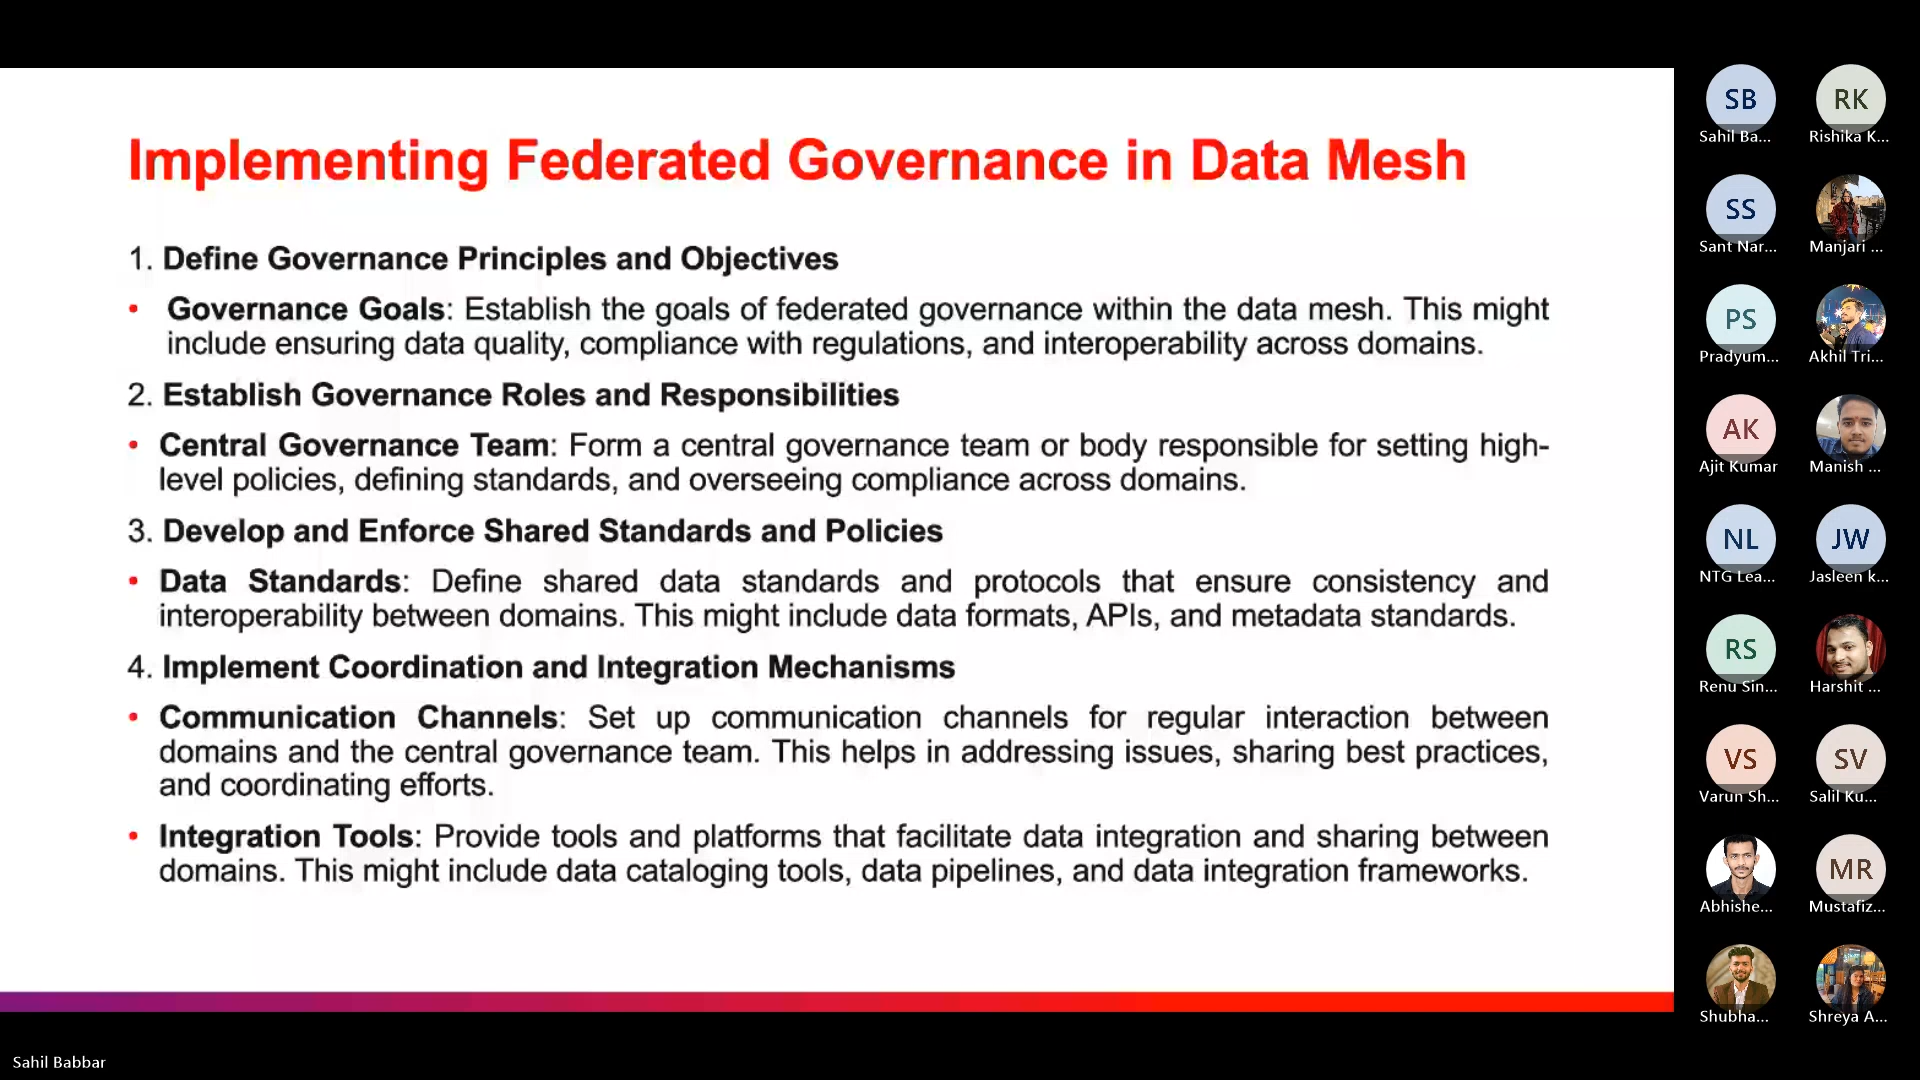 Implementing Federated Governance in Data Mesh
1. Define Governance Principles and Objectives
• Governance Goals: Establish the goals of federated governance within the data mesh. This might
include ensuring data quality, compliance with regulations, and interoperability across domains.
2. Establish Governance Roles and Responsibilities
• Central Governance Team: Form a central governance team or body responsible for setting high-
level policies, defining standards, and overseeing compliance across domains.
3. Develop and Enforce Shared Standards and Policies
• Data Standards: Define shared data standards and protocols that ensure consistency and
interoperability between domains. This might include data formats, APIs, and metadata standards.
4. Implement Coordination and Integration Mechanisms
• Communication Channels: Set up communication channels for regular interaction between
domains and the central governance team. This helps in addressing issues, sharing best practices,
and coordinating efforts.
• Integration Tools: Provide tools and platforms that facilitate data integration and sharing between
domains. This might include data cataloging tools, data pipelines, and data integration frameworks.
SB RK
Sahil Ba... Rishika K...
SS
Sant Nar... Manjari ...
PS
Pradyum... Akhil Tri...
AK
Ajit Kumar Manish ...
NL JW
NTG Lea... Jasleen k...
RS
Renu Sin... Harshit ...
VS SV
Varun Sh... Salil Ku...
MR
Abhishe... Mustafiz...
Shubha... Shreya A...
Sahil Babbar